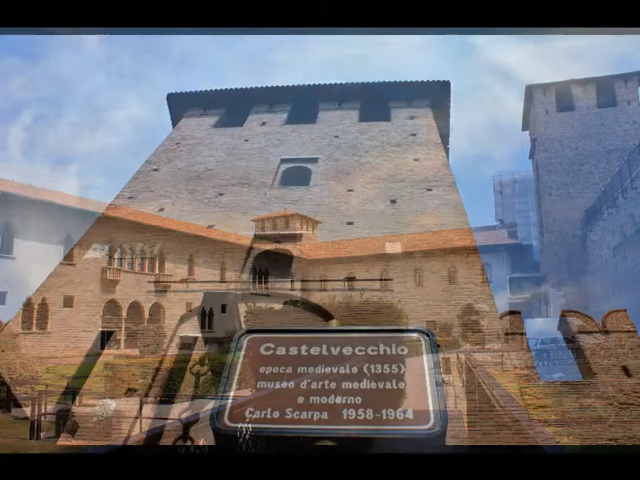 Castelvecchio
epoca medievale (1355)
museo d'arte medievale
e moderno
Carlo Scarpa 1958-1964